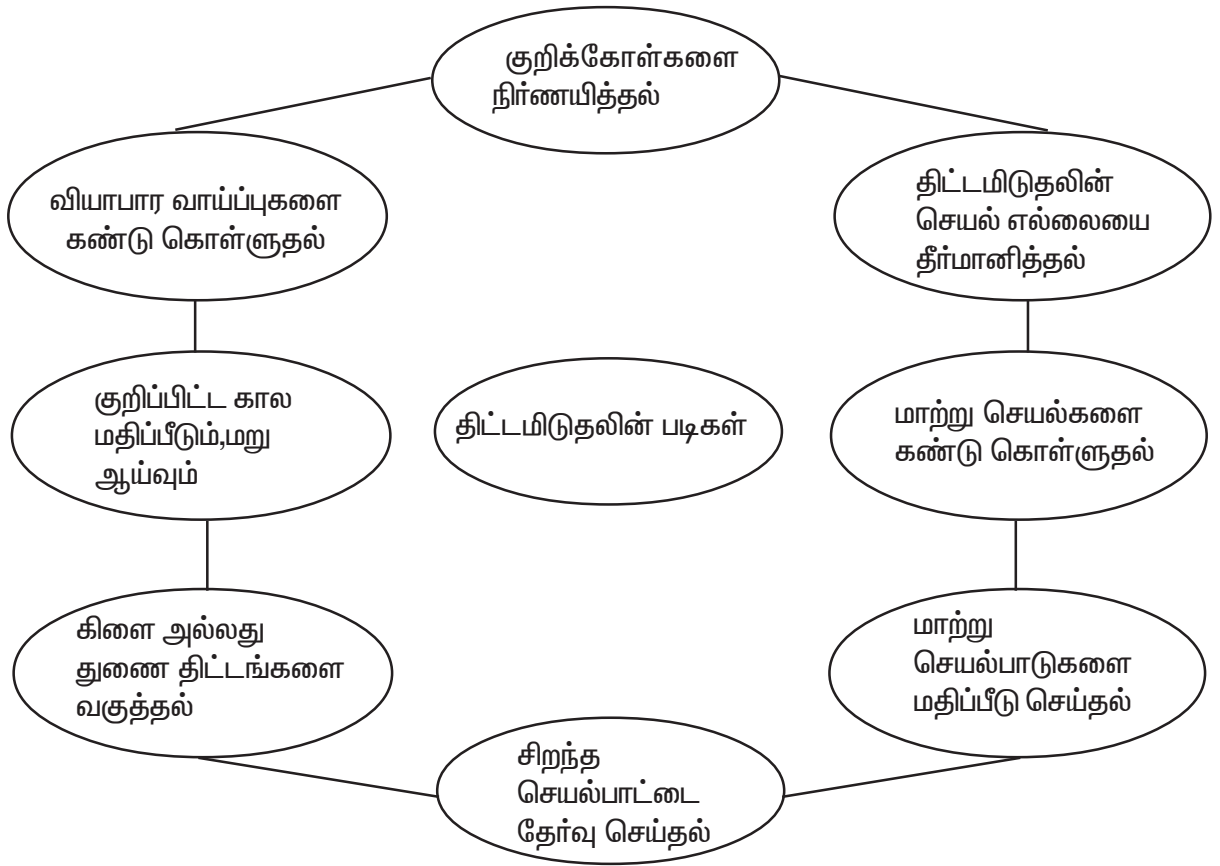 குறிக்கோள்களை
நிர்ணயித்தல்
வியாபார வாய்ப்புகளை
கண்டு கொள்ளுதல்
திட்டமிடுதலின்
செயல் எல்லையை
தீர்மானித்தல்
குறிப்பிட்ட கால
மதிப்பீடும்,மறு
ஆய்வும்
திட்டமிடுதலின் படிகள்
மாற்று செயல்களை
கண்டு கொள்ளுதல்
கிளை அல்லது
துணை திட்டங்களை
வகுத்தல்
மாற்று
செயல்பாடுகளை
மதிப்பீடு செய்தல்
சிறந்த
செயல்பாட்டை
தேர்வு செய்தல்